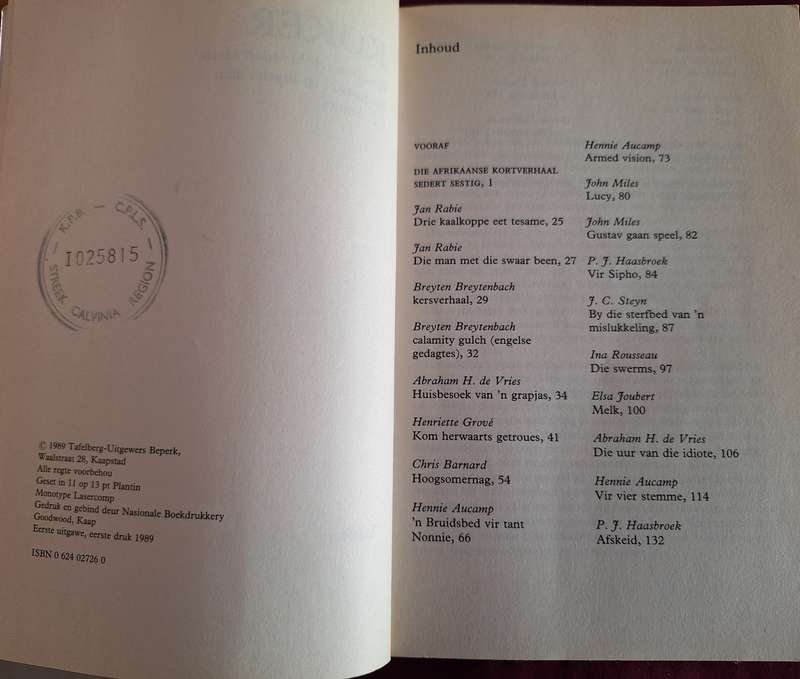 K.P.B. — C.P.L.S.
I025815
STREEK CALVINIA REGION
© 1989 Tafelberg-Uitgewers Beperk,
Waalstraat 28, Kaapstad
Alle regte voorbehou
Geset in 11 op 13 pt Plantin
Monotype Lasercomp
Gedruk en gebind deur Nasionale Boekdrukkery
Goodwood, Kaap
Eerste uitgawe, eerste druk 1989
ISBN 0 624 02726 0
Inhoud
VOORAF
DIE AFRIKAANSE KORTVERHAAL
SEDERT SESTIG, 1
Jan Rabie
Drie kaalkoppe eet tesame, 25
Jan Rabie
Die man met die swaar been, 27
Breyten Breytenbach
kersverhaal, 29
Breyten Breytenbach
calamity gulch (engelse
gedagtes), 32
Abraham H. de Vries
Huisbesoek van 'n grapjas, 34
Henriette Grové
Kom herwaarts getroues, 41
Chris Barnard
Hoogsomernag, 54
Hennie Aucamp
'n Bruidsbed vir tant
Nonnie, 66
Hennie Aucamp
Armed vision, 73
John Miles
Lucy, 80
John Miles
Gustav gaan speel, 82
P. J. Haasbroek
Vir Sipho, 84
J. C. Steyn
By die sterfbed van 'n
mislukkeling, 87
Ina Rousseau
Die swerms, 97
Elsa Joubert
Melk, 100
Abraham H. de Vries
Die uur van die idiote, 106
Hennie Aucamp
Vir vier stemme, 114
P. J. Haasbroek
Afskeid, 132